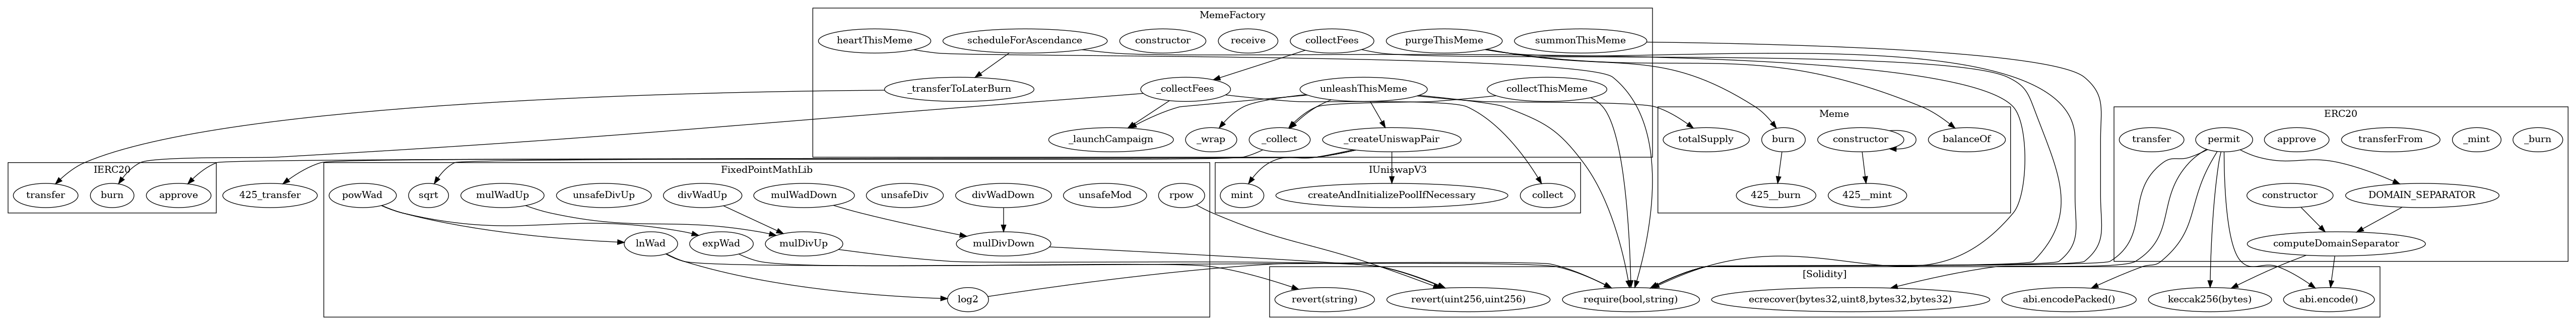 MemeFactory
heartThisMeme
scheduleForAscendance
constructor
receive
collectFees
purgeThisMeme
summonThisMeme
_transferToLaterBurn
_collectFees
unleashThisMeme
collectThisMeme
_launchCampaign
_wrap
_collect
_createUniswapPair
Meme
totalSupply
burn
constructor
balanceOf
425__burn
425__mint
ERC20
transfer
permit
approve
transferFrom
_mint
_burn
constructor
DOMAIN_SEPARATOR
computeDomainSeparator
IERC20
transfer
burn
approve
425_transfer
FixedPointMathLib
powWad
sqrt
mulWadUp
unsafeDivUp
divWadUp
mulWadDown
unsafeDiv
divWadDown
unsafeMod
rpow
lnWad
expWad
mulDivUp
mulDivDown
log2
IUniswapV3
mint
createAndInitializePoolIfNecessary
collect
[Solidity]
revert(string)
revert(uint256,uint256)
require(bool,string)
ecrecover(bytes32,uint8,bytes32,bytes32)
abi.encodePacked()
keccak256(bytes)
abi.encode()